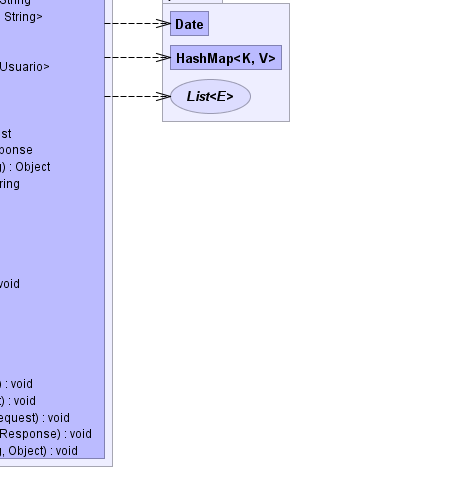 String
String>
Usuario>
st
ponse
g) : Object
ring
void
) : void
t) : void
equest) : void
Response) : void
g, Object) : void
Date
HashMap<K, V>
List<E>